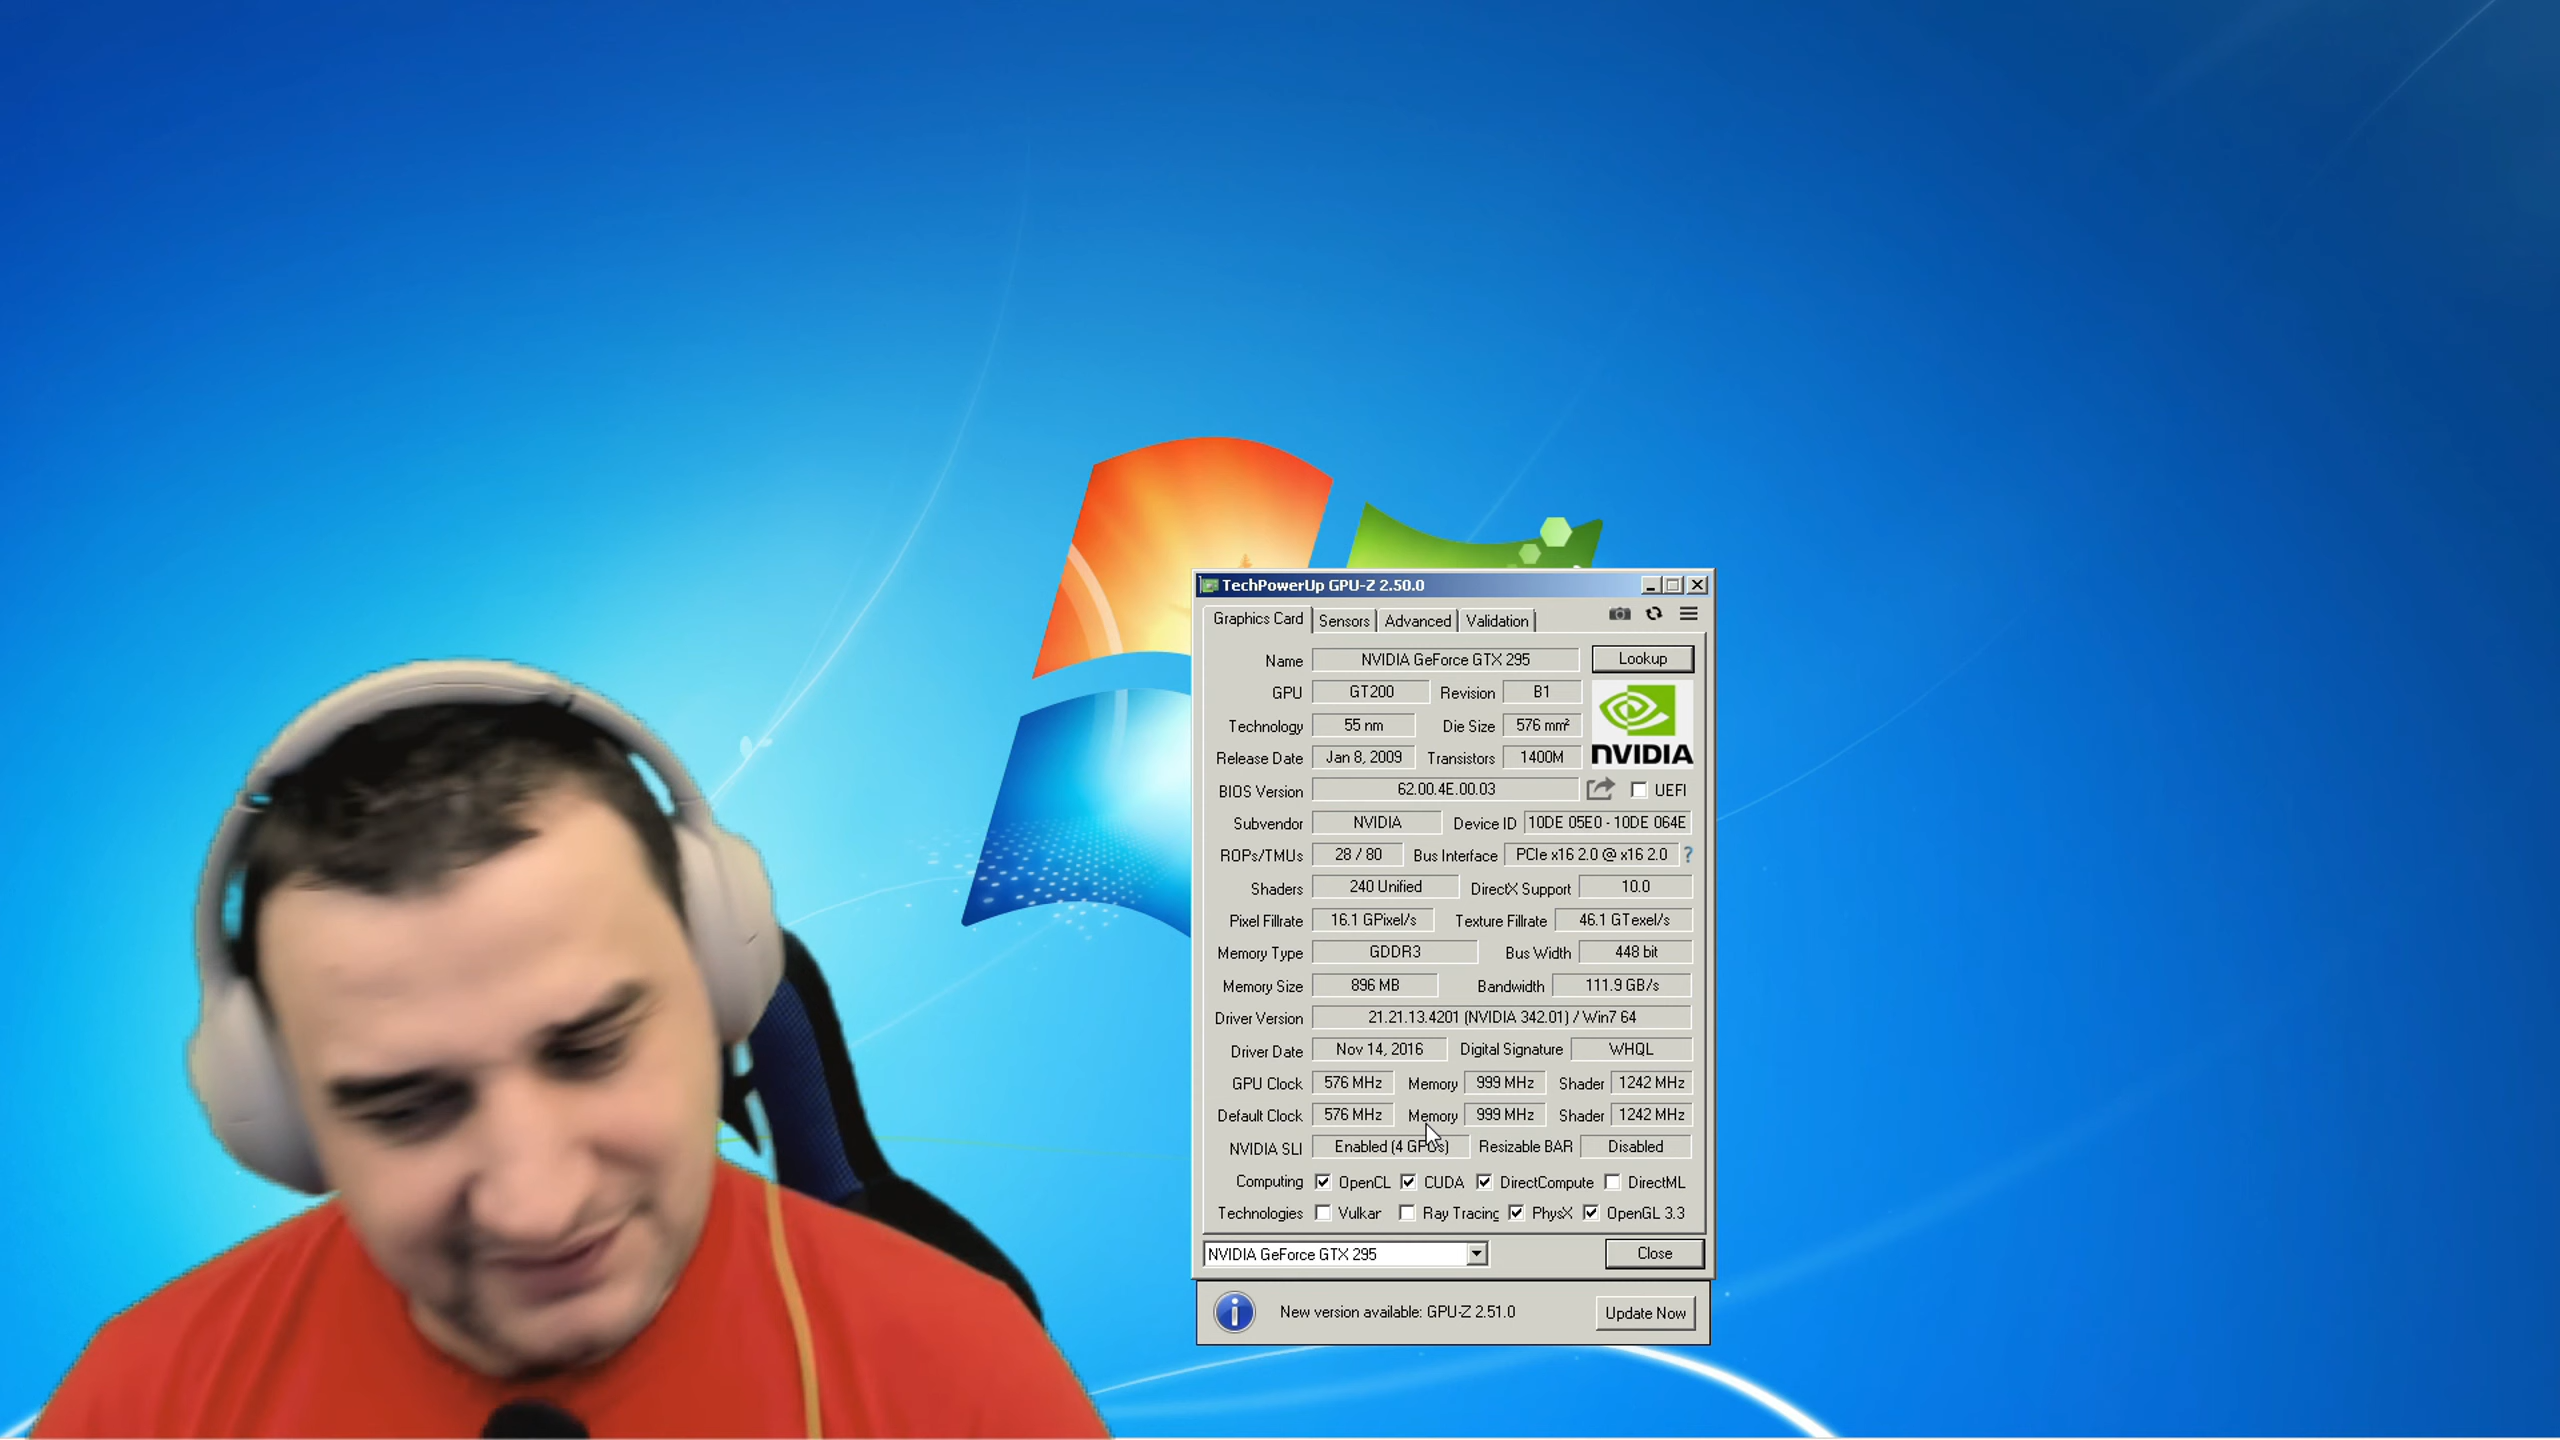 TechPowerUp GPU-Z 2.50.0
Graphics Card Sensors Advanced Validation
Name NVIDIA GeForce GTX 295 Lookup
GPU GT200 Revision B1
Technology 55 nm Die Size 576 mm²
NVIDIA
Release Date Jan 8, 2009 Transistors 1400M
BIOS Version 62.00.4E.00.03 UEFI
Subvendor NVIDIA Device ID 10DE 05E0 - 10DE 064E
ROPs/TMUs 28 / 80 Bus Interface PCIe x16 2.0 @ x16 2.0 ?
Shaders 240 Unified DirectX Support 10.0
Pixel Fillrate 16.1 GPixel/s Texture Fillrate 46.1 GTexel/s
Memory Type GDDR3 Bus Width 448 bit
Memory Size 896 MB Bandwidth 111.9 GB/s
Driver Version 21.21.13.4201 (NVIDIA 342.01) / Win7 64
Driver Date Nov 14, 2016 Digital Signature WHQL
GPU Clock 576 MHz Memory 999 MHz Shader 1242 MHz
Default Clock 576 MHz Memory 999 MHz Shader 1242 MHz
NVIDIA SLI Enabled (4 GPUs) Resizable BAR Disabled
Computing OpenCL CUDA DirectCompute DirectML
Technologies Vulkan Ray Tracing PhysX OpenGL 3.3
NVIDIA GeForce GTX 295 Close
New version available: GPU-Z 2.51.0 Update Now